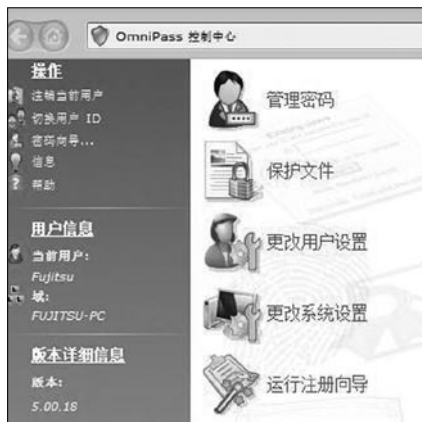 OmniPass 控制中心
操作
注销当前用户
切换用户 ID
密码向导...
信息
帮助
用户信息
当前用户:
Fujitsu
域:
FUJITSU-PC
版本详细信息
版本:
5.00.18
管理密码
保护文件
更改用户设置
更改系统设置
运行注册向导